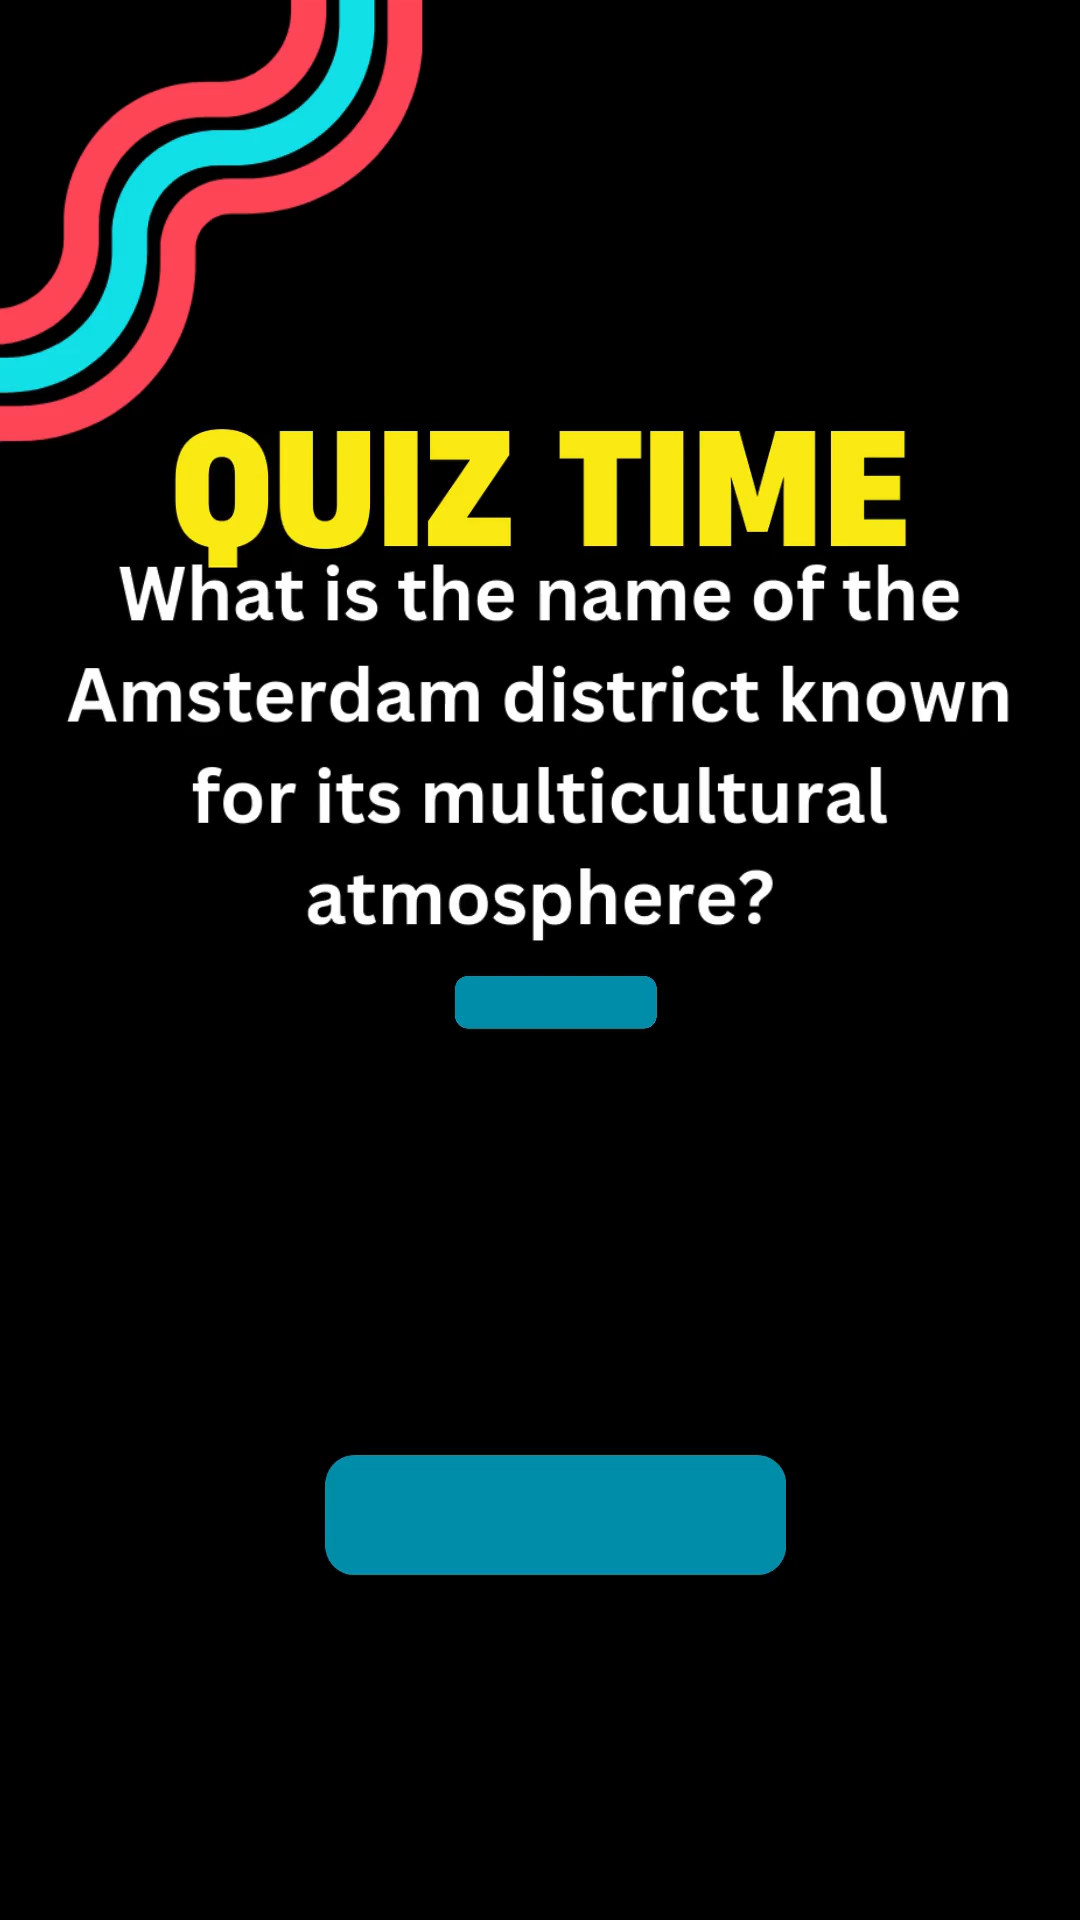 QUIZ TIME
What is the name of the
Amsterdam district known
for its multicultural
atmosphere?